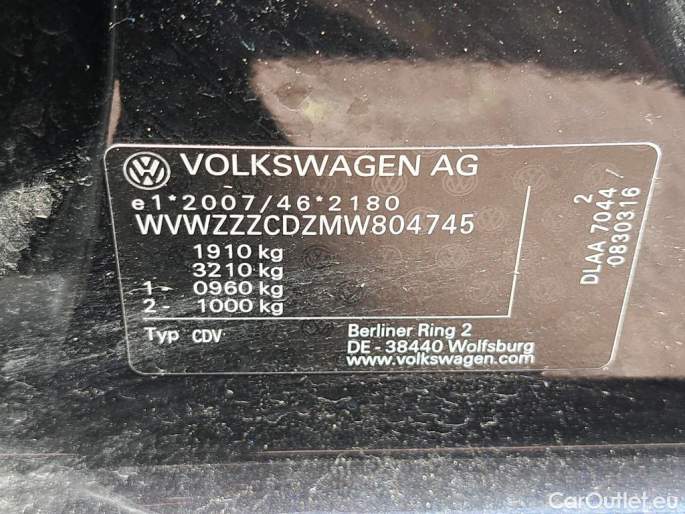 VOLKSWAGEN AG
e1*2007/46*2180
WVWZZZCDZMW804745
1910 kg
3210 kg
1 - 0960 kg
2 - 1000 kg
Typ CDV
Berliner Ring 2
DE - 38440 Wolfsburg
www.volkswagen.com
2
DLAA 7044 /
0830316
CarOutlet.eu